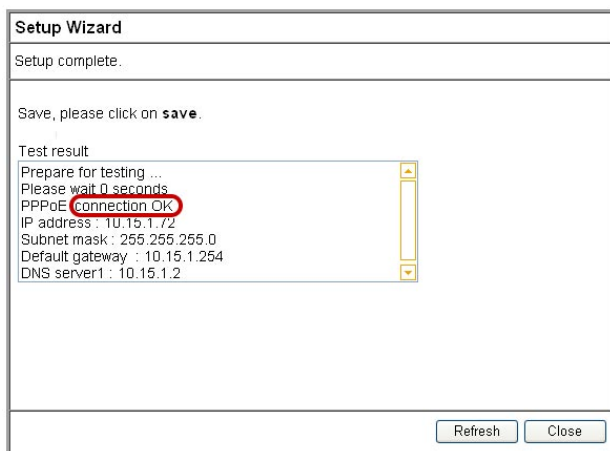 Setup Wizard
Setup complete.
Save, please click on save.
Test result
Prepare for testing ...
Please wait 0 seconds
PPPoE connection OK
IP address : 10.15.1.72
Subnet mask : 255.255.255.0
Default gateway : 10.15.1.254
DNS server1 : 10.15.1.2
Refresh Close